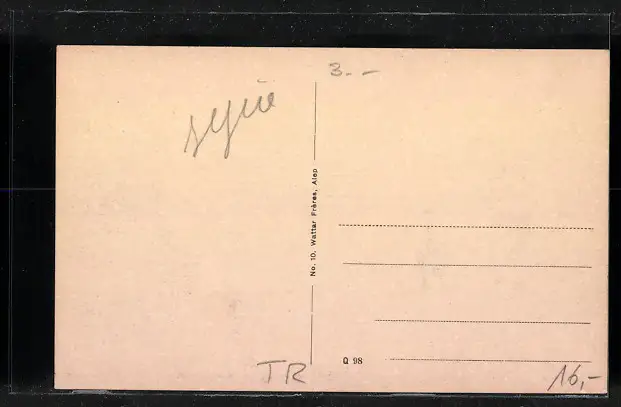 3.-
syrie
No. 10. Wattar Frères, Alep
Q 98
TR
16,-